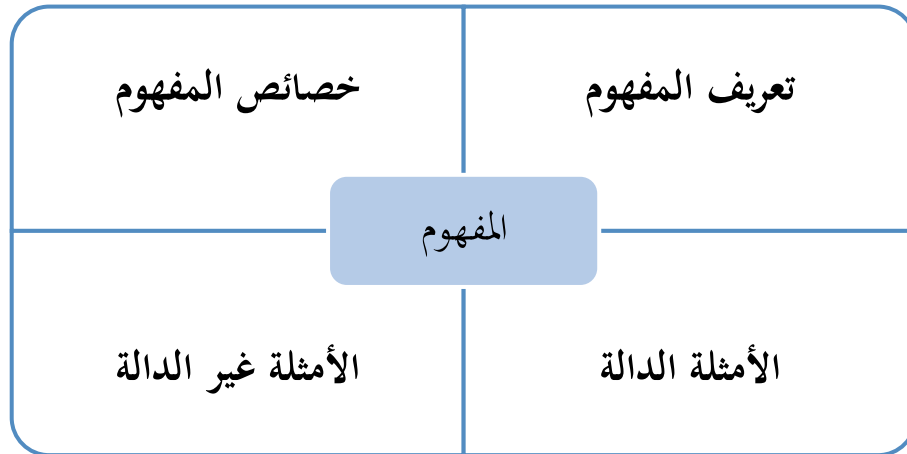 تعريف المفهوم
خصائص المفهوم
المفهوم
الأمثلة الدالة
الأمثلة غير الدالة